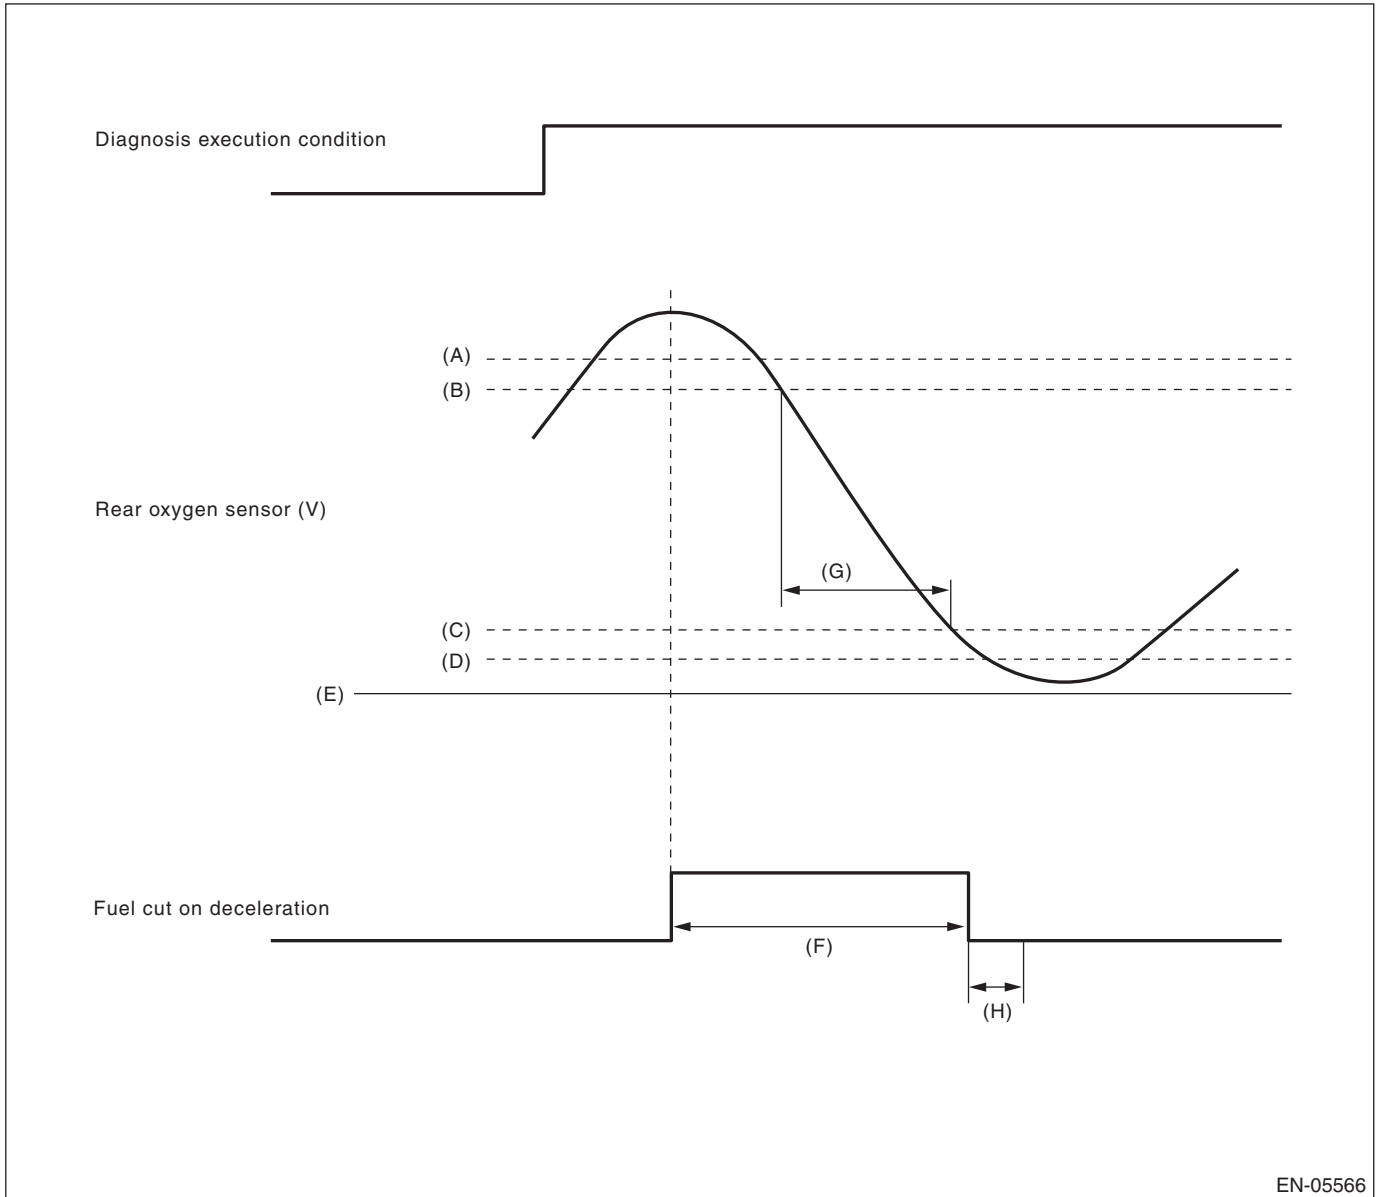 Diagnosis execution condition
(A)
(B)
Rear oxygen sensor (V)
(G)
(C)
(D)
(E)
Fuel cut on deceleration
(F)
(H)
EN-05566